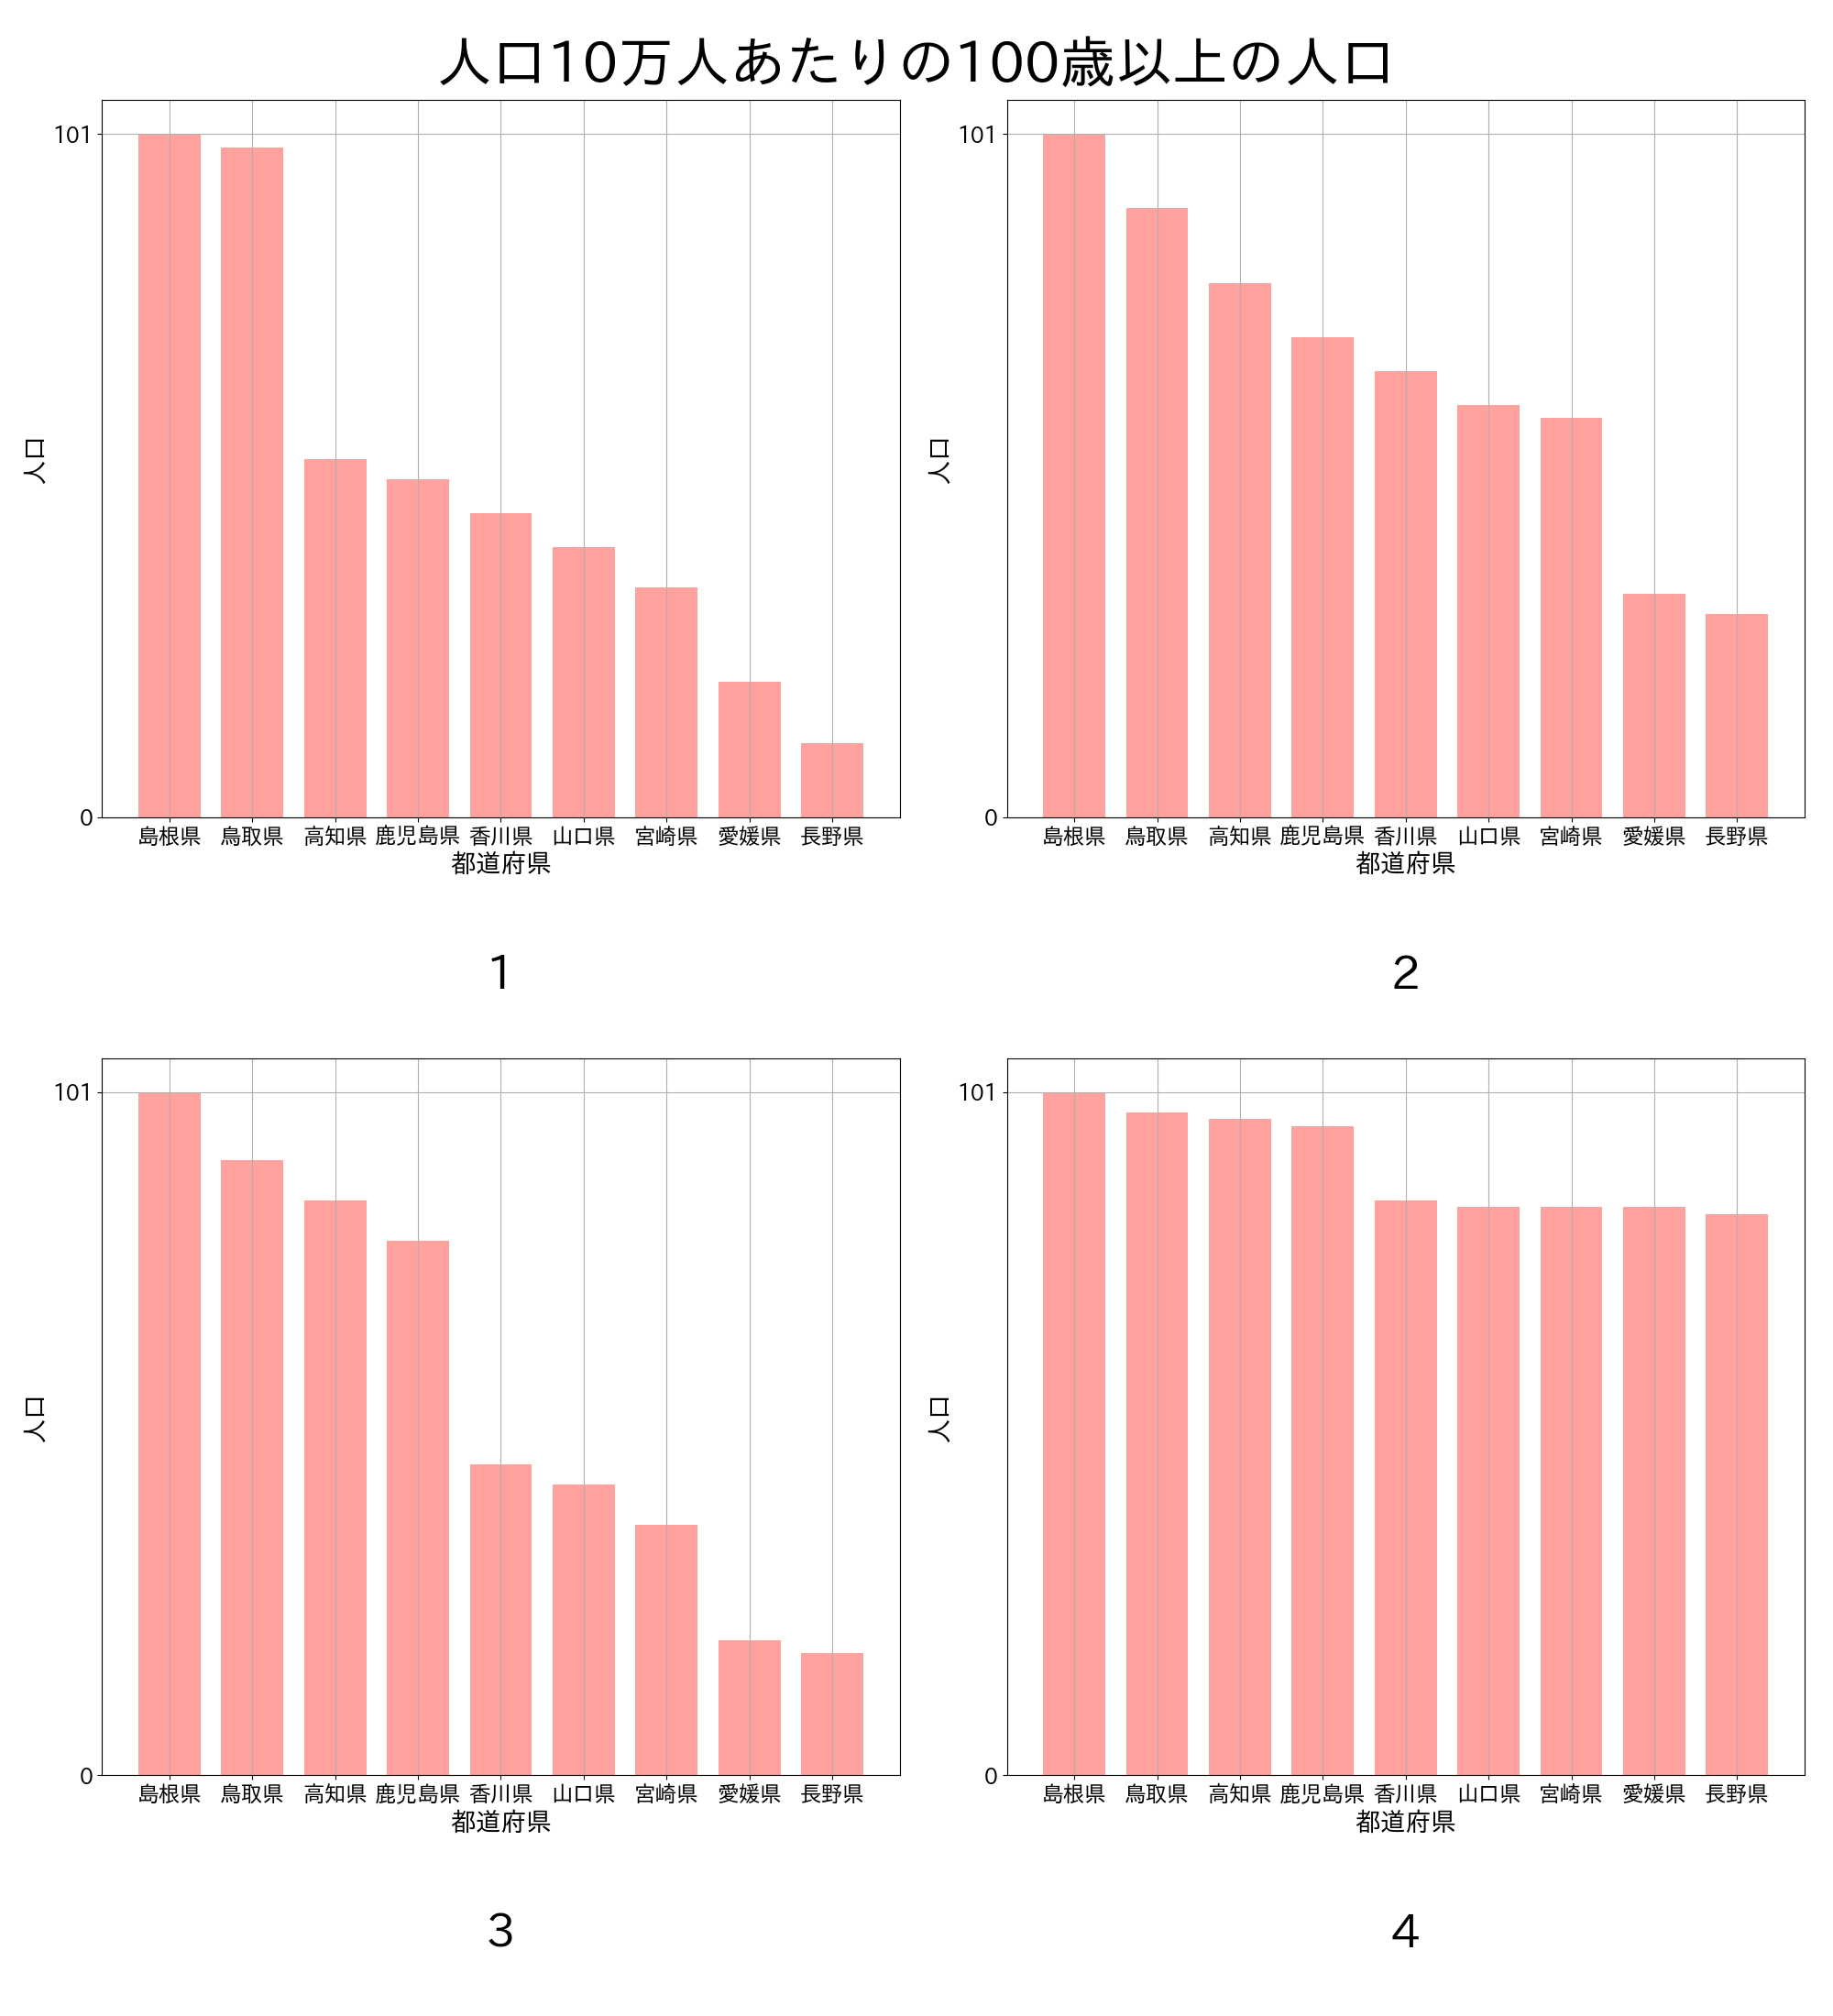 人口10万人あたりの100歳以上の人口
101
0
人口
島根県 鳥取県 高知県 鹿児島県 香川県 山口県 宮崎県 愛媛県 長野県
都道府県
1
101
0
人口
島根県 鳥取県 高知県 鹿児島県 香川県 山口県 宮崎県 愛媛県 長野県
都道府県
2
101
0
人口
島根県 鳥取県 高知県 鹿児島県 香川県 山口県 宮崎県 愛媛県 長野県
都道府県
3
101
0
人口
島根県 鳥取県 高知県 鹿児島県 香川県 山口県 宮崎県 愛媛県 長野県
都道府県
4